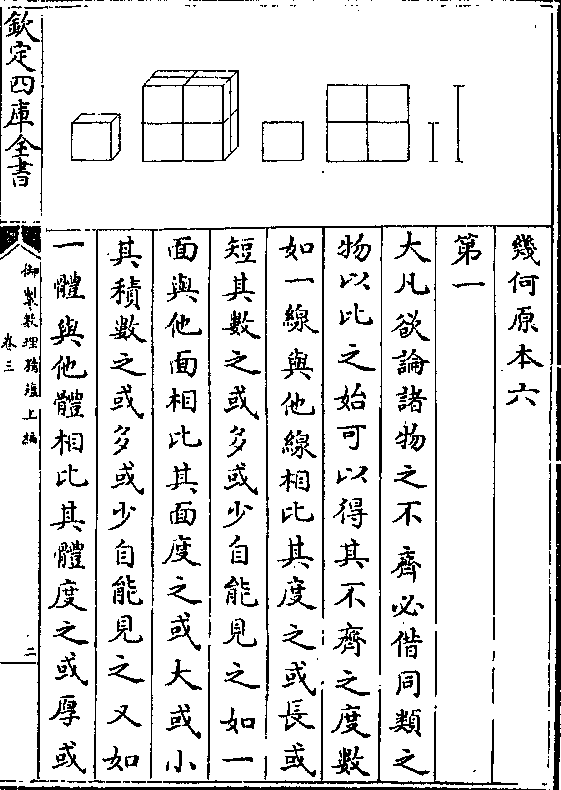 幾何原本六
第一
大凡欲論諸物之不齊必借同類之
物以比之始可以得其不齊之度數
如一線與他線相比其度之或長或
短其數之或多或少自能見之如一
面與他面相比其面度之或大或小
其積數之或多或少自能見之又如
一體與他體相比其體度之或厚或
欽定四庫全書
御製數理精蘊上編
卷三
二